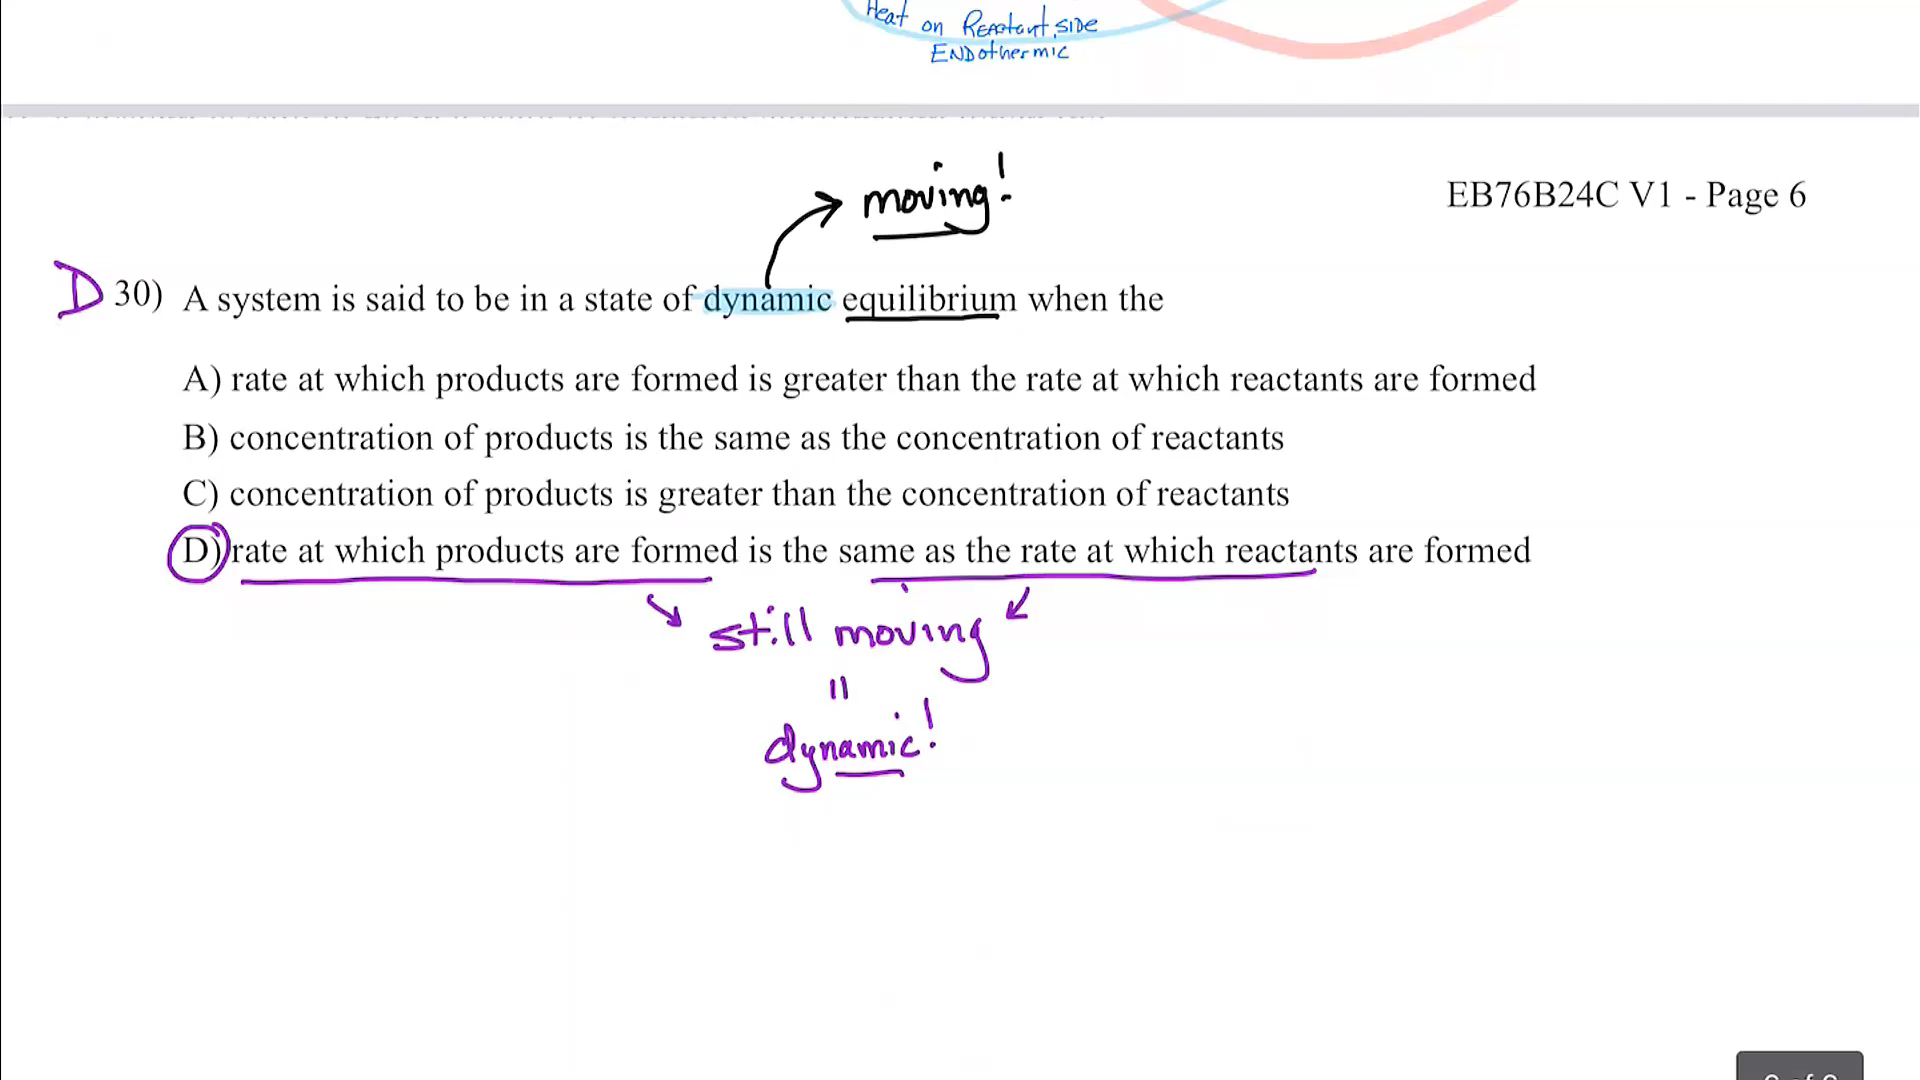 Heat on Reactant side
ENDothermic
moving!
EB76B24C V1 - Page 6
D 30) A system is said to be in a state of dynamic equilibrium when the
A) rate at which products are formed is greater than the rate at which reactants are formed
B) concentration of products is the same as the concentration of reactants
C) concentration of products is greater than the concentration of reactants
D) rate at which products are formed is the same as the rate at which reactants are formed
still moving
=
dynamic!